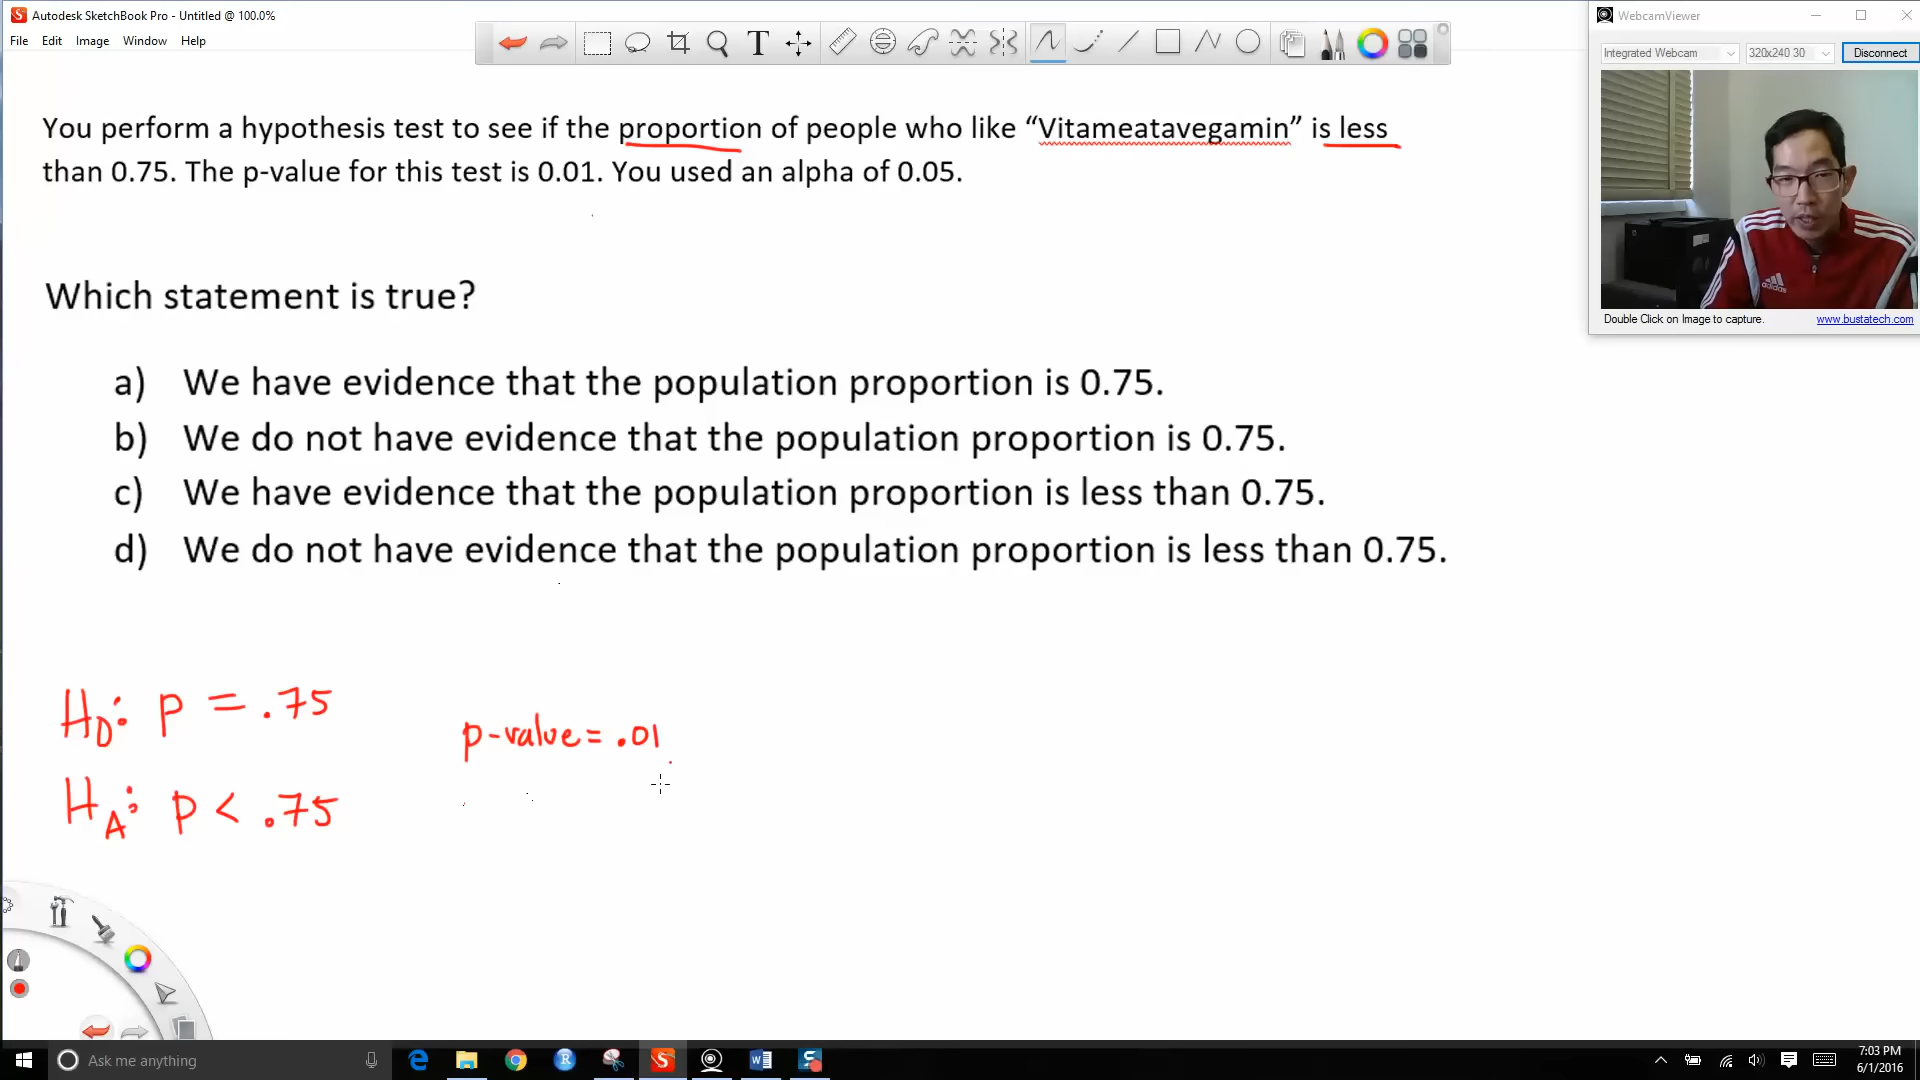 Autodesk SketchBook Pro - Untitled @ 100.0%
File Edit Image Window Help
T
WebcamViewer
Integrated Webcam 320x240 30 Disconnect
You perform a hypothesis test to see if the proportion of people who like “Vitameatavegamin” is less
than 0.75. The p-value for this test is 0.01. You used an alpha of 0.05.
adidas
Double Click on Image to capture. www.bustatech.com
Which statement is true?
a) We have evidence that the population proportion is 0.75.
b) We do not have evidence that the population proportion is 0.75.
c) We have evidence that the population proportion is less than 0.75.
d) We do not have evidence that the population proportion is less than 0.75.
H0: p = .75
p-value = .01
HA: p < .75
Ask me anything
7:03 PM
6/1/2016